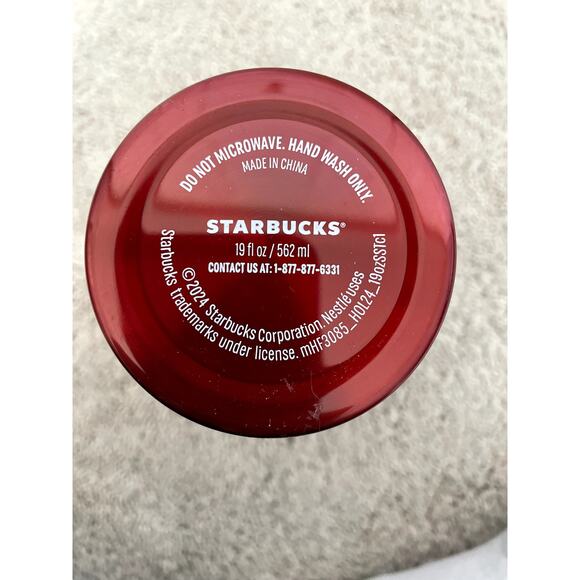 DO NOT MICROWAVE. HAND WASH ONLY.
MADE IN CHINA
STARBUCKS®
19 fl oz / 562 ml
CONTACT US AT: 1-877-877-6331
©2024 Starbucks Corporation. Nestlé uses
Starbucks trademarks under license. mHF3085_HOL24_19ozSSTcl